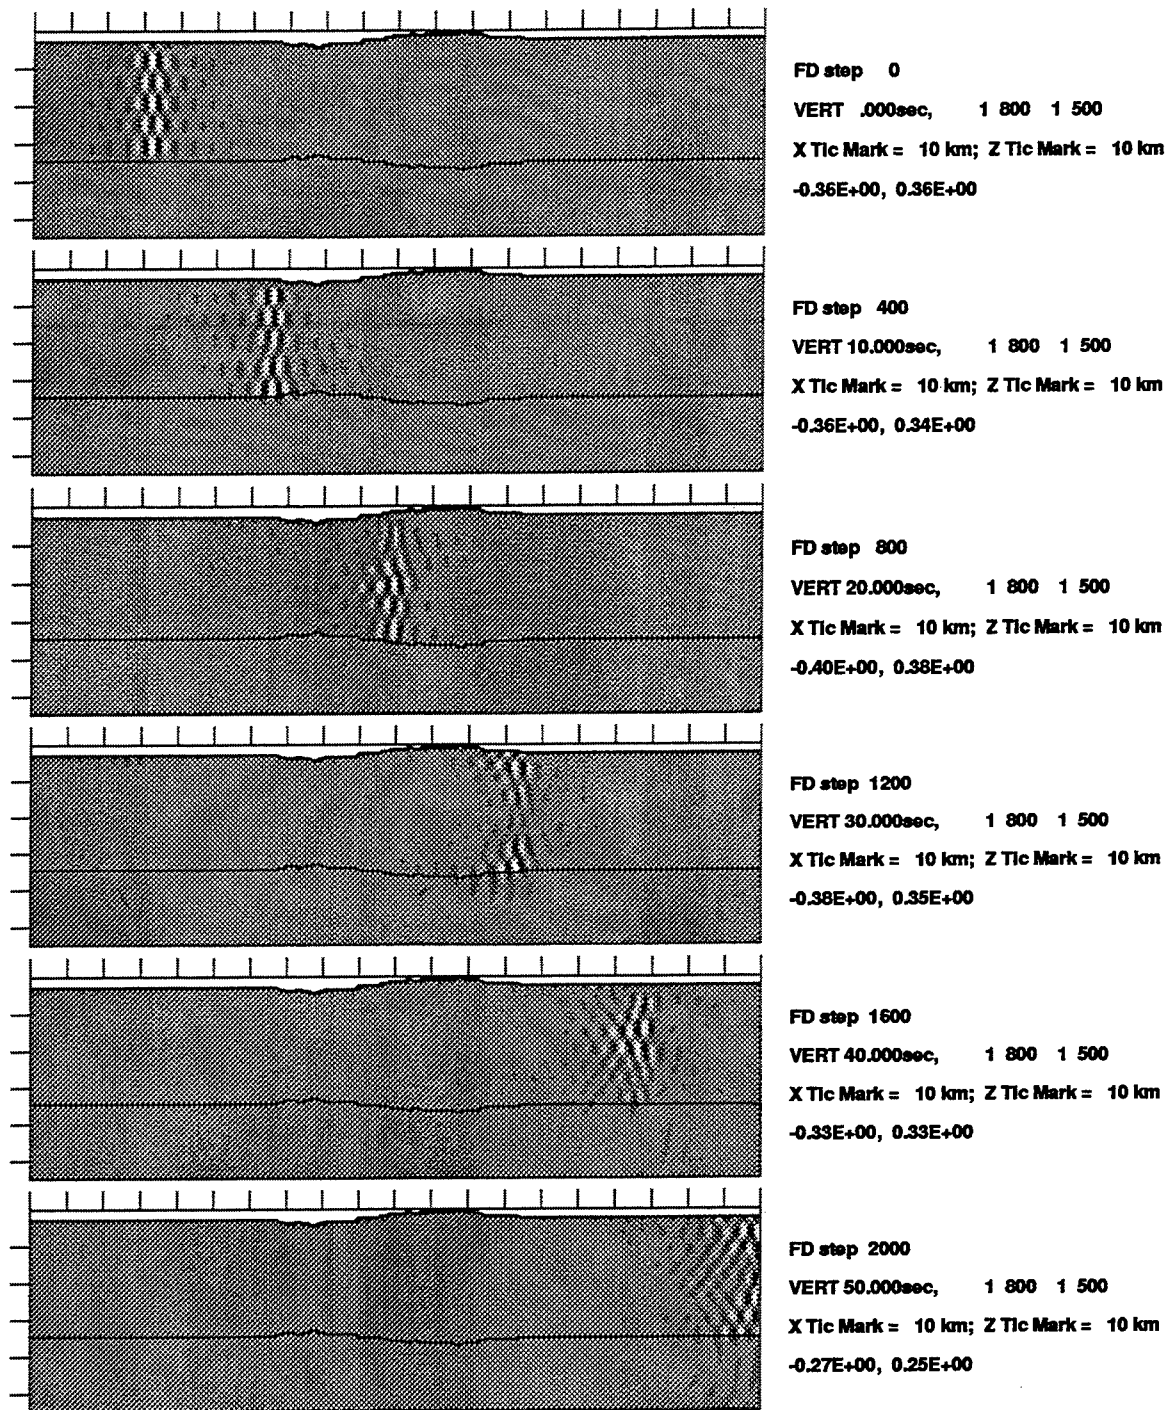 FD step 0
VERT .000sec, 1 800 1 500
X Tic Mark = 10 km; Z Tic Mark = 10 km
-0.36E+00, 0.36E+00
FD step 400
VERT 10.000sec, 1 800 1 500
X Tic Mark = 10 km; Z Tic Mark = 10 km
-0.36E+00, 0.34E+00
FD step 800
VERT 20.000sec, 1 800 1 500
X Tic Mark = 10 km; Z Tic Mark = 10 km
-0.40E+00, 0.38E+00
FD step 1200
VERT 30.000sec, 1 800 1 500
X Tic Mark = 10 km; Z Tic Mark = 10 km
-0.38E+00, 0.35E+00
FD step 1600
VERT 40.000sec, 1 800 1 500
X Tic Mark = 10 km; Z Tic Mark = 10 km
-0.33E+00, 0.33E+00
FD step 2000
VERT 50.000sec, 1 800 1 500
X Tic Mark = 10 km; Z Tic Mark = 10 km
-0.27E+00, 0.25E+00